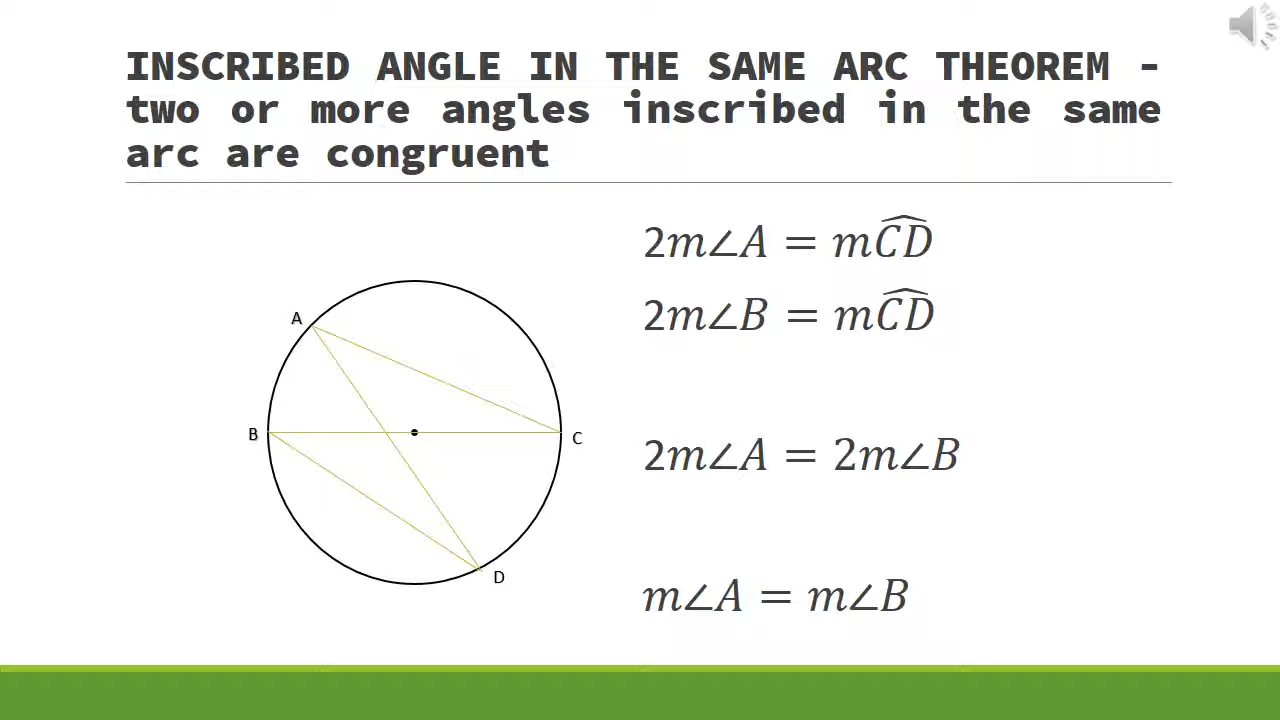 INSCRIBED ANGLE IN THE SAME ARC THEOREM -
two or more angles inscribed in the same
arc are congruent
2m∠A = mCD̂
2m∠B = mCD̂
A
B
C
2m∠A = 2m∠B
D
m∠A = m∠B